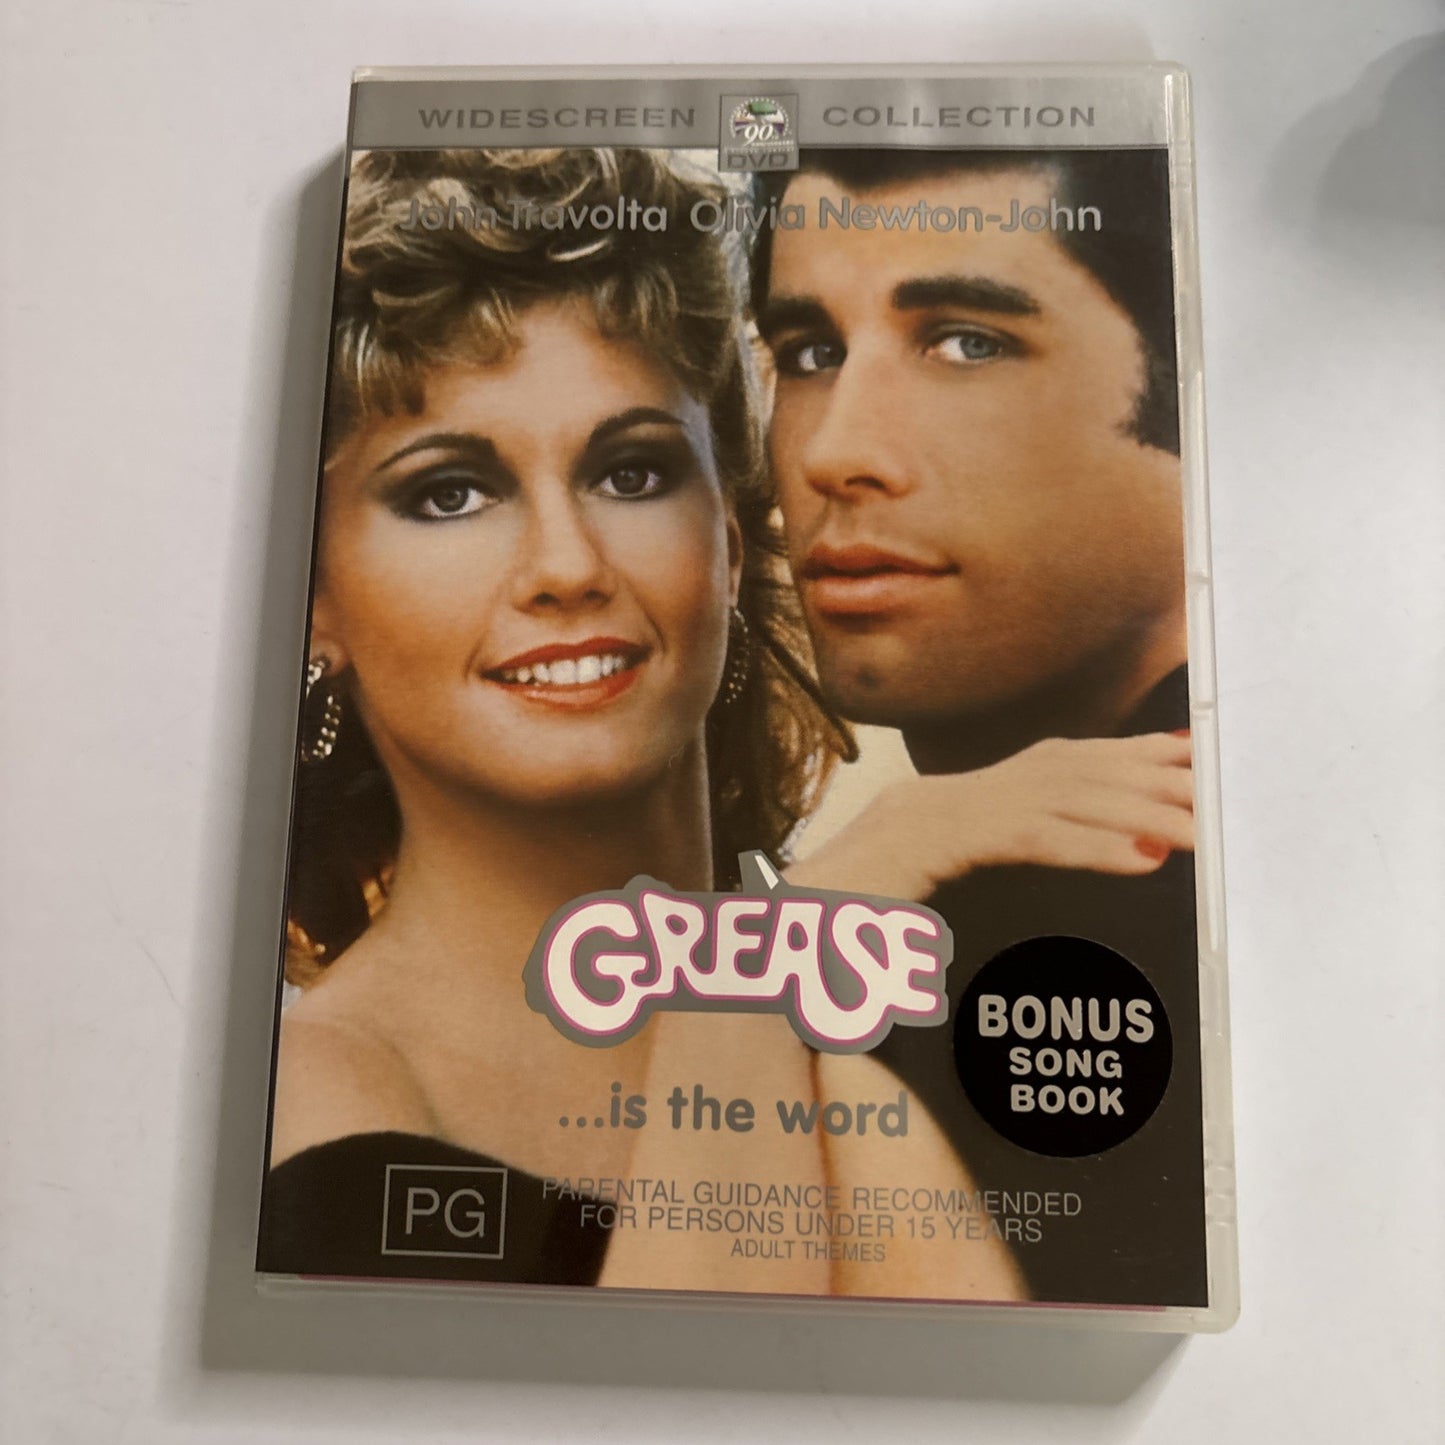 WIDESCREEN 90th ANNIVERSARY DVD COLLECTION
John Travolta Olivia Newton-John
GREASE
...is the word
BONUS
SONG
BOOK
PG
PARENTAL GUIDANCE RECOMMENDED
FOR PERSONS UNDER 15 YEARS
ADULT THEMES